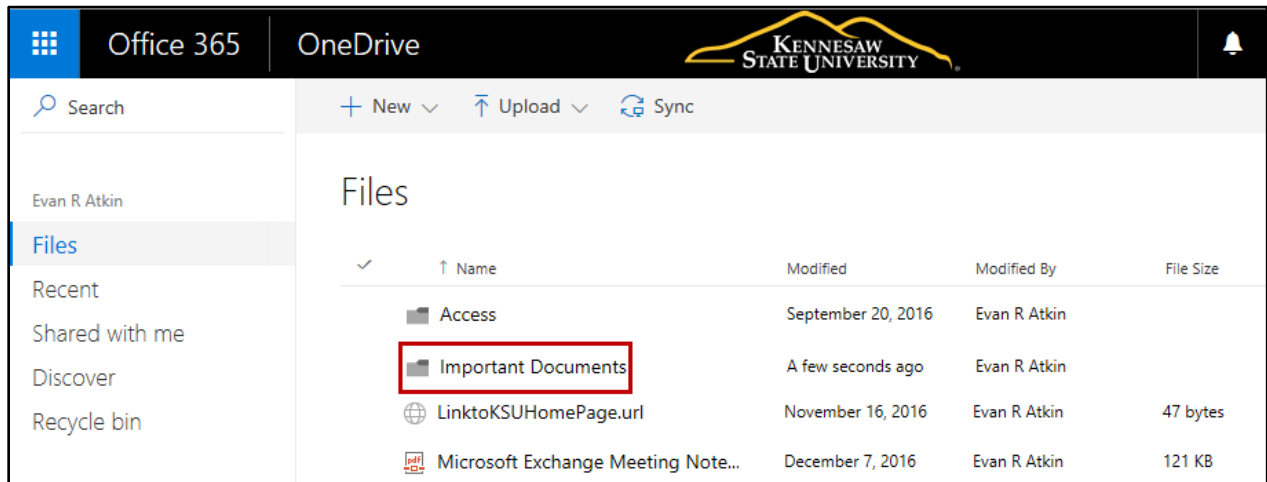 Office 365 OneDrive KENNESAW
STATE UNIVERSITY
Search
New Upload Sync
Evan R Atkin
Files
Files
Recent
Shared with me
Discover
Recycle bin
Name Modified Modified By File Size
Access September 20, 2016 Evan R Atkin
Important Documents A few seconds ago Evan R Atkin
LinktoKSUHomePage.url November 16, 2016 Evan R Atkin 47 bytes
pdf Microsoft Exchange Meeting Note... December 7, 2016 Evan R Atkin 121 KB